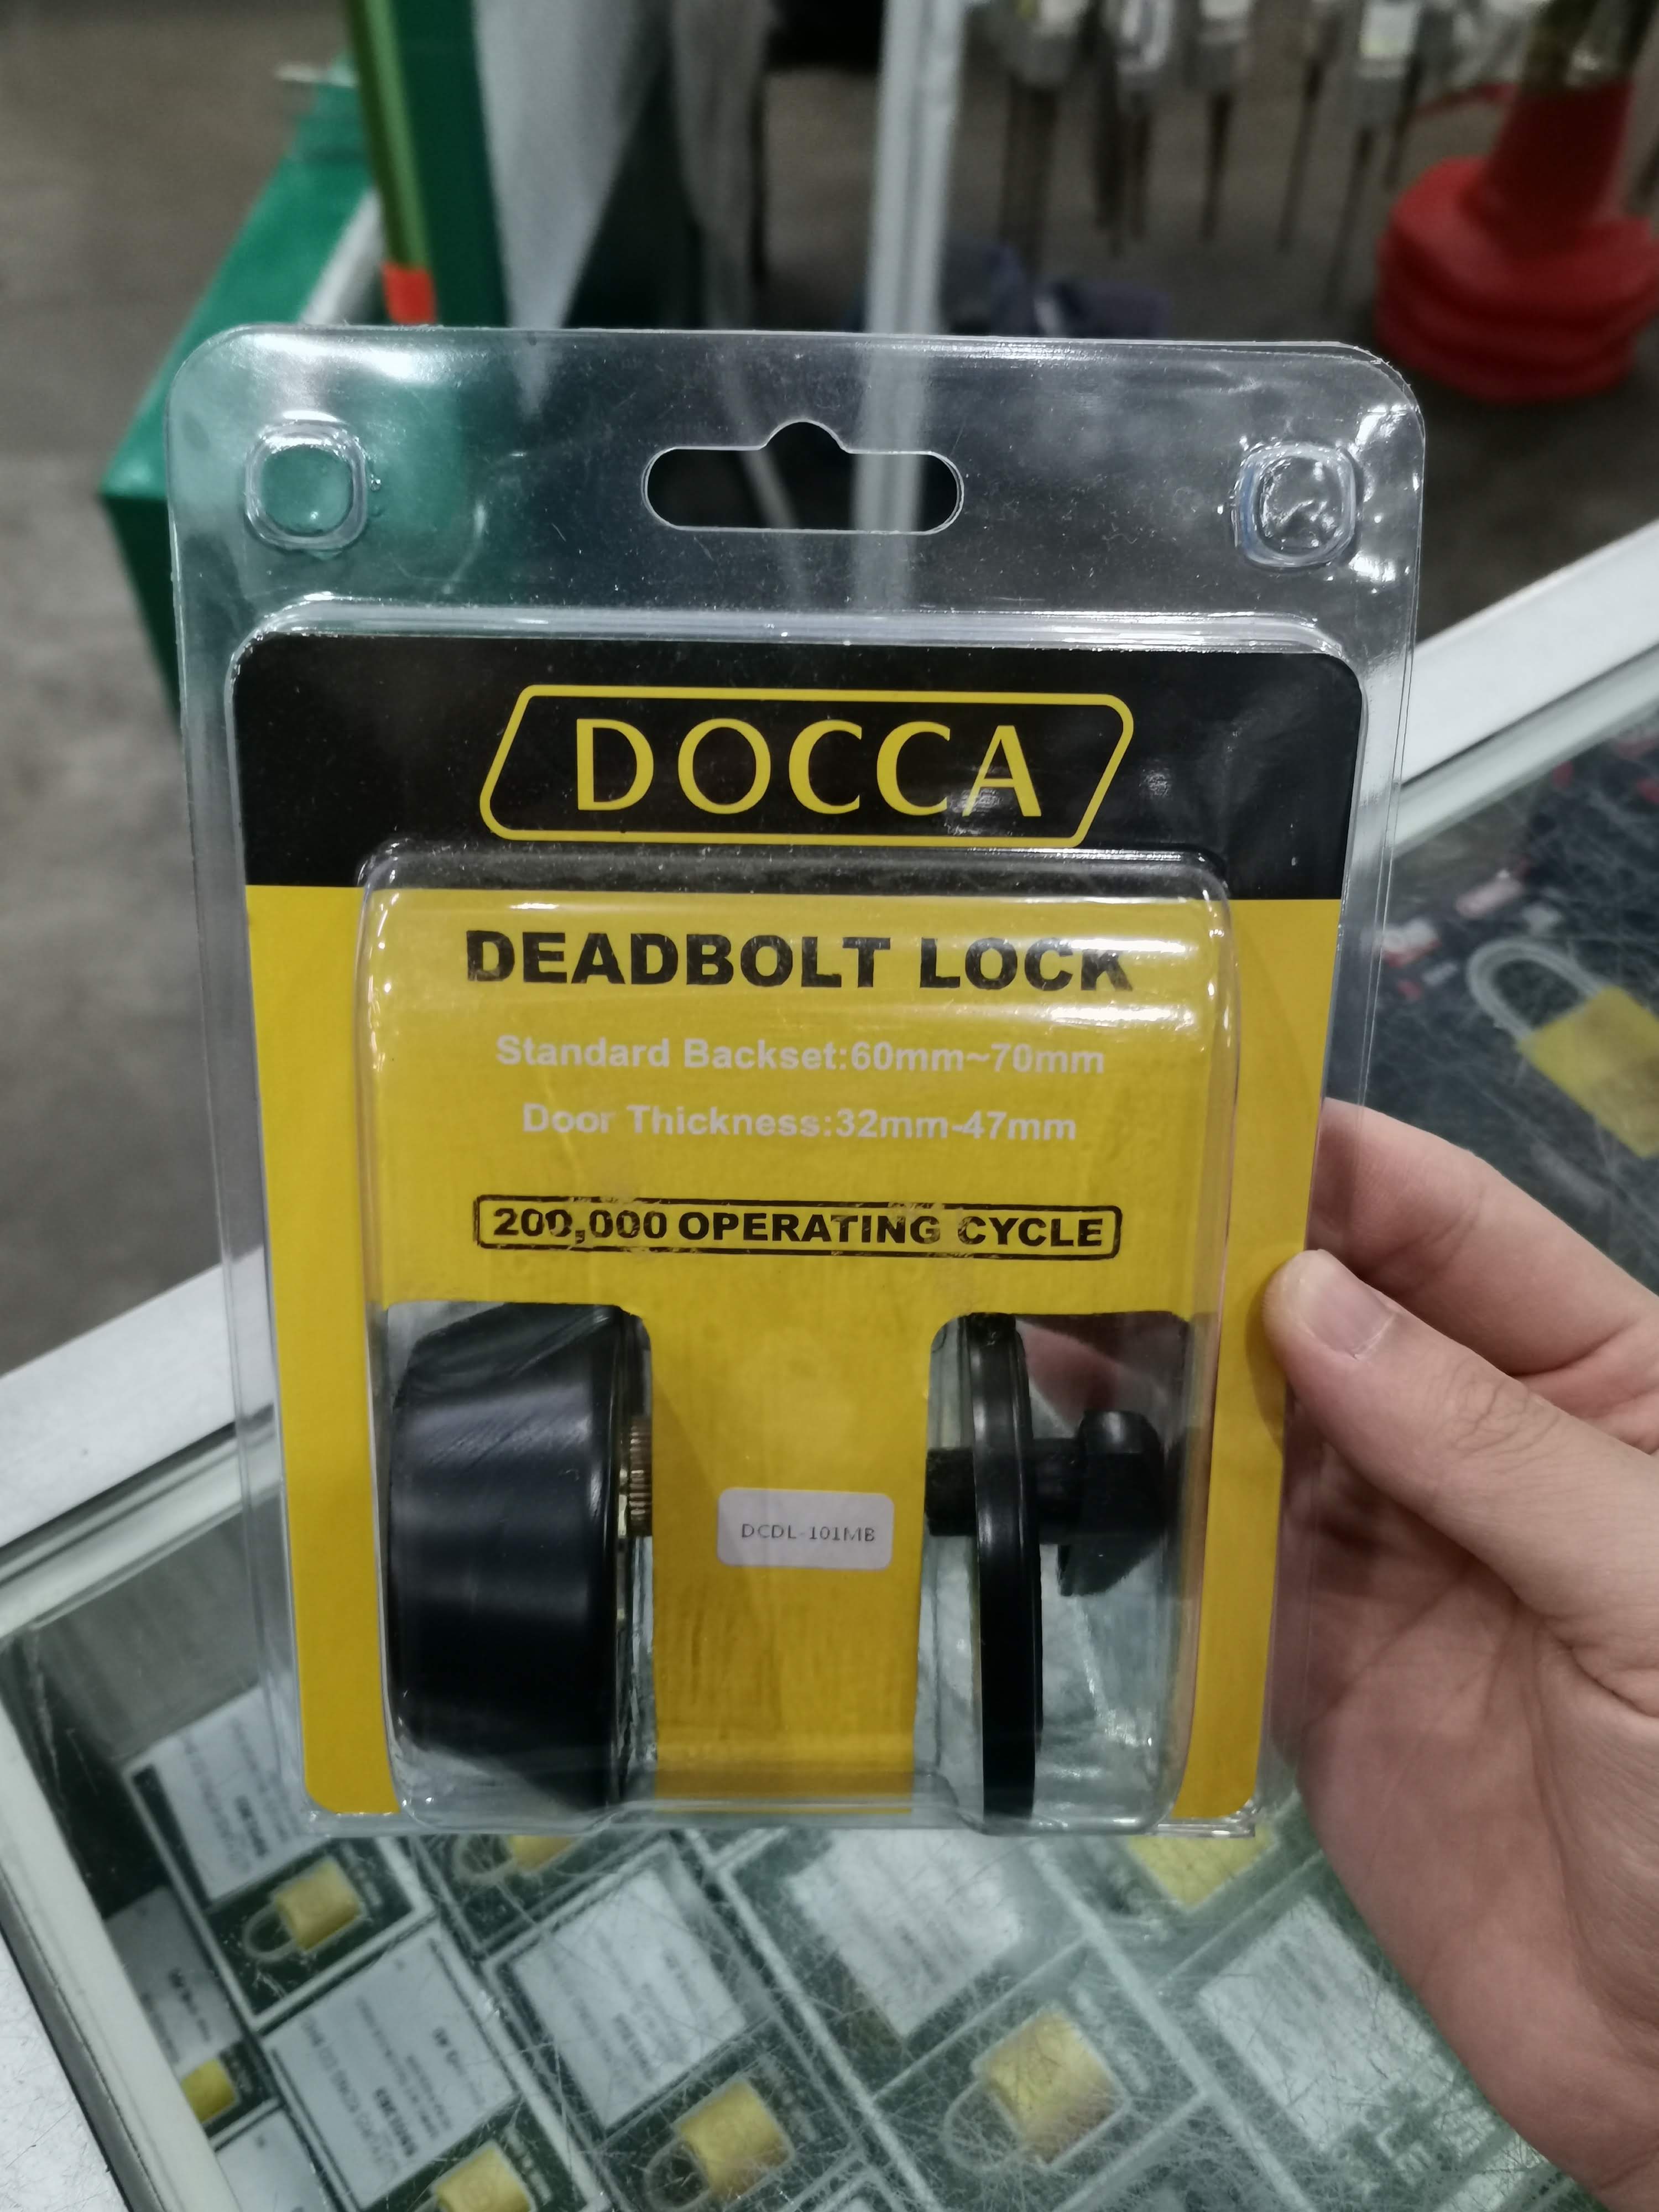 DOCCA
DEADBOLT LOCK
Standard Backset:60mm~70mm
Door Thickness:32mm-47mm
200,000 OPERATING CYCLE
DCDL-101MB